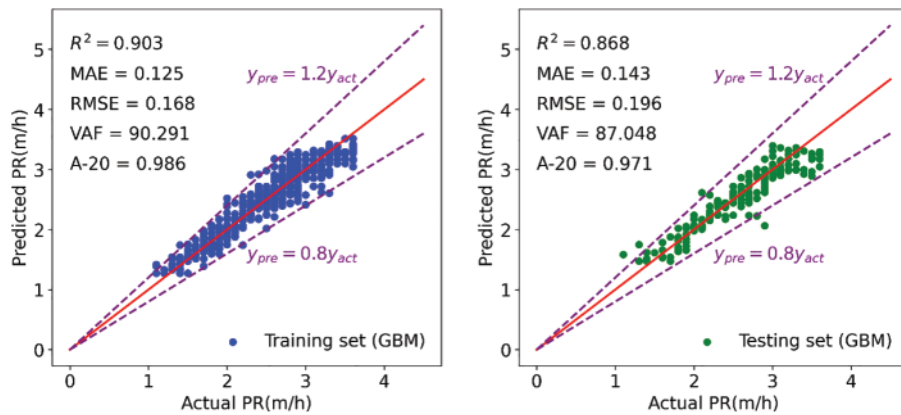 R² = 0.903
MAE = 0.125
RMSE = 0.168
VAF = 90.291
A-20 = 0.986
y_pre = 1.2y_act
y_pre = 0.8y_act
Training set (GBM)
Predicted PR(m/h)
5
4
3
2
1
0
0 1 2 3 4
Actual PR(m/h)
R² = 0.868
MAE = 0.143
RMSE = 0.196
VAF = 87.048
A-20 = 0.971
y_pre = 1.2y_act
y_pre = 0.8y_act
Testing set (GBM)
Predicted PR(m/h)
5
4
3
2
1
0
0 1 2 3 4
Actual PR(m/h)